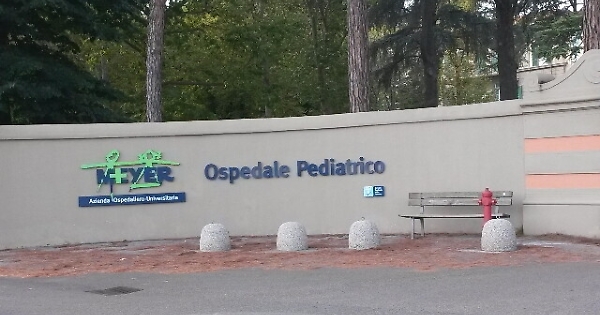 MEYER
Azienda Ospedaliero Universitaria
Ospedale Pediatrico